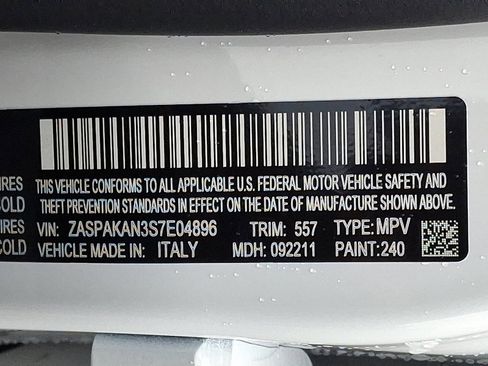 IRES THIS VEHICLE CONFORMS TO ALL APPLICABLE U.S. FEDERAL MOTOR VEHICLE SAFETY AND
COLD THEFT PREVENTION STANDARDS IN EFFECT ON THE DATE OF MANUFACTURE SHOWN ABOVE.
IRES VIN: ZASPAKAN3S7E04896 TRIM: 557 TYPE: MPV
COLD VEHICLE MADE IN: ITALY MDH: 092211 PAINT: 240